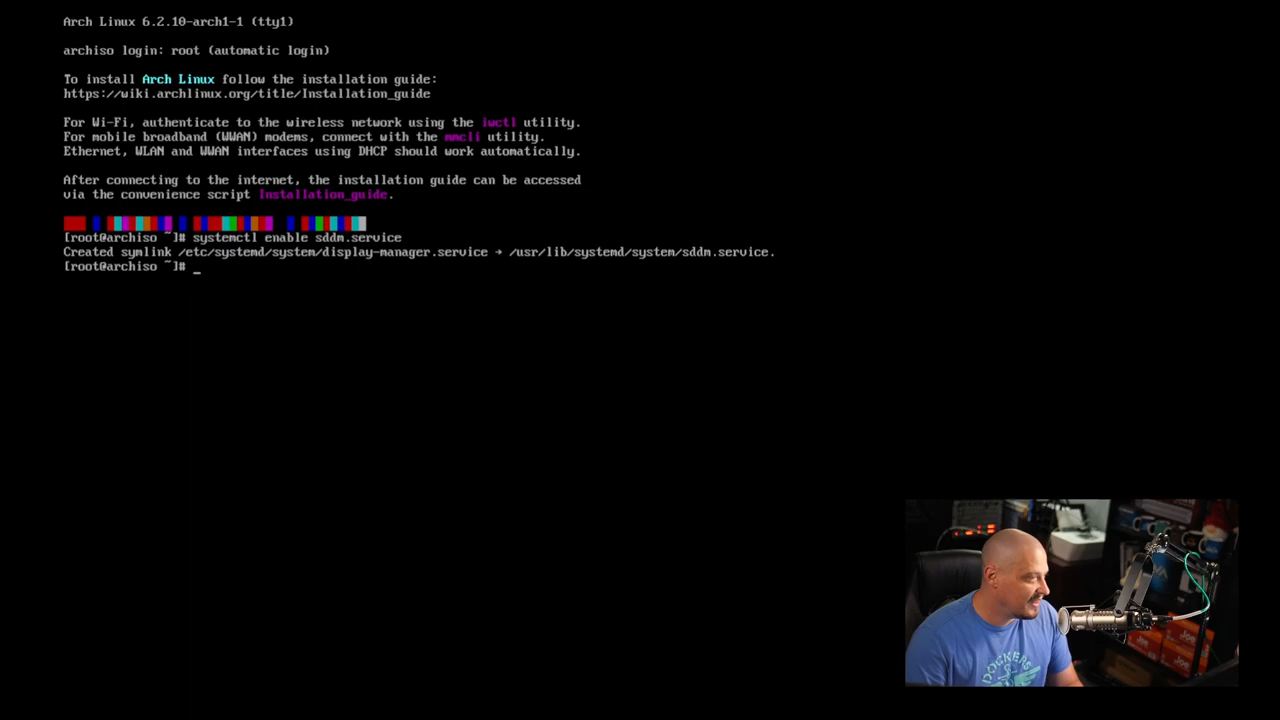 Arch Linux 6.2.10-arch1-1 (tty1)
archiso login: root (automatic login)
To install Arch Linux follow the installation guide:
https://wiki.archlinux.org/title/Installation_guide
For Wi-Fi, authenticate to the wireless network using the iwctl utility.
For mobile broadband (WWAN) modems, connect with the mmcli utility.
Ethernet, WLAN and WWAN interfaces using DHCP should work automatically.
After connecting to the internet, the installation guide can be accessed
via the convenience script Installation_guide.
[root@archiso ~]# systemctl enable sddm.service
Created symlink /etc/systemd/system/display-manager.service → /usr/lib/systemd/system/sddm.service.
[root@archiso ~]# _
DOCKERS